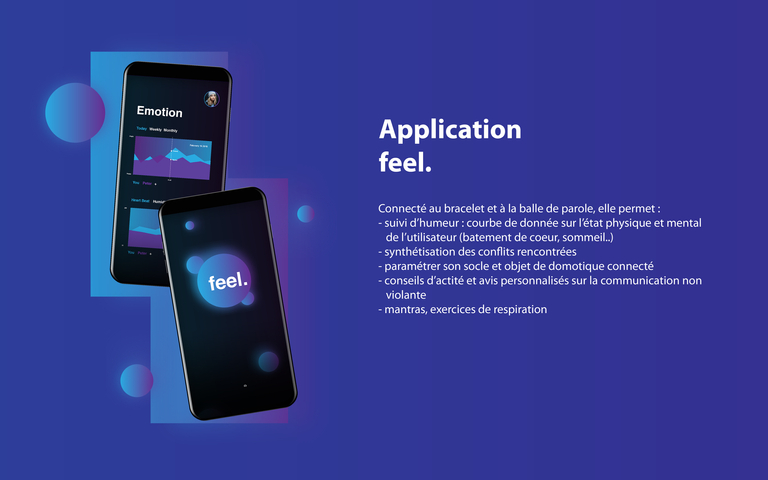 Emotion
Today Weekly Monthly
Heart Beat Humi
feel.
Application
feel.
Connecté au bracelet et à la balle de parole, elle permet :
- suivi d'humeur : courbe de donnée sur l'état physique et mental
de l'utilisateur (batement de coeur, sommeil..)
- synthétisation des conflits rencontrées
- paramétrer son socle et objet de domotique connecté
- conseils d'actité et avis personnalisés sur la communication non
violante
- mantras, exercices de respiration